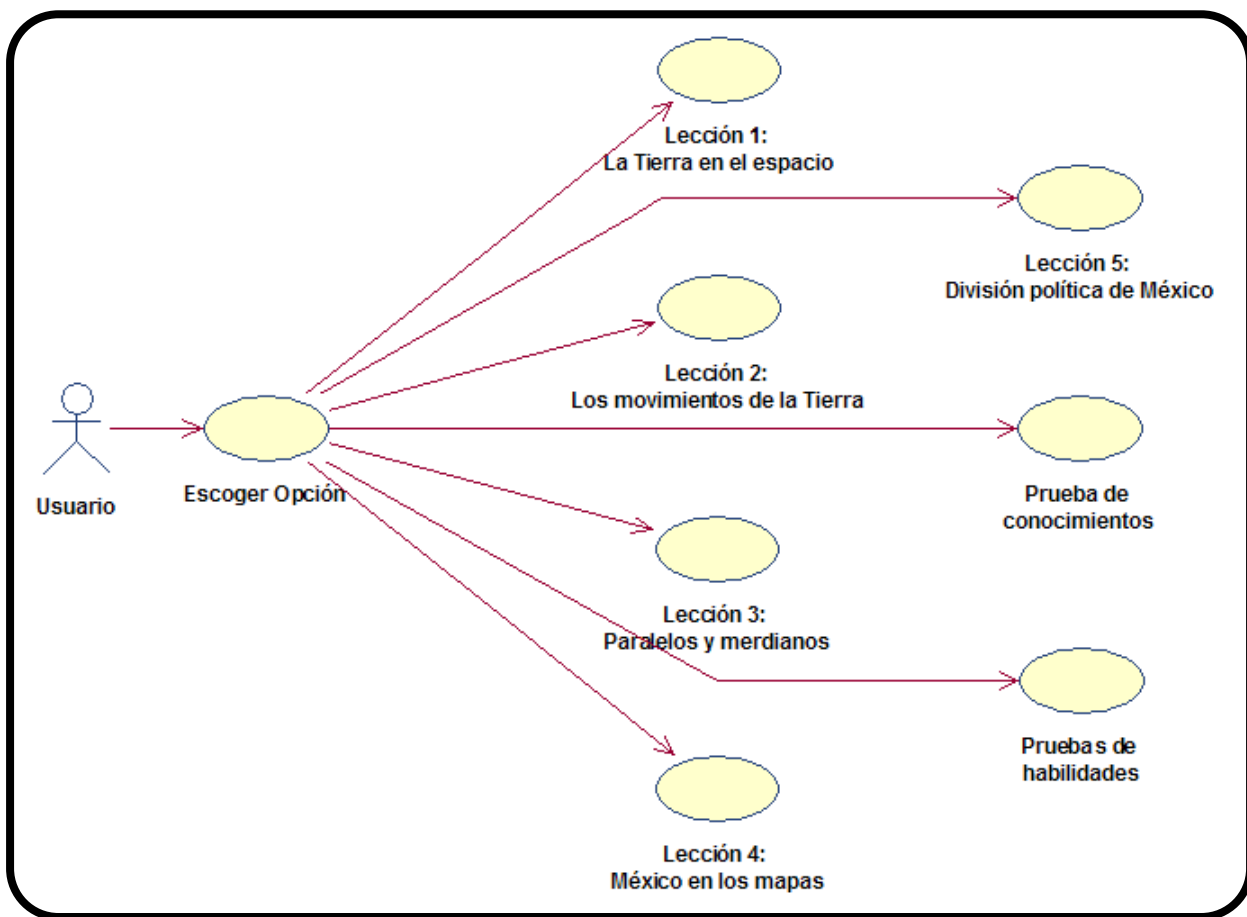 Lección 1:
La Tierra en el espacio
Lección 5:
División política de México
Lección 2:
Los movimientos de la Tierra
Usuario
Escoger Opción
Prueba de
conocimientos
Lección 3:
Paralelos y merdianos
Pruebas de
habilidades
Lección 4:
México en los mapas